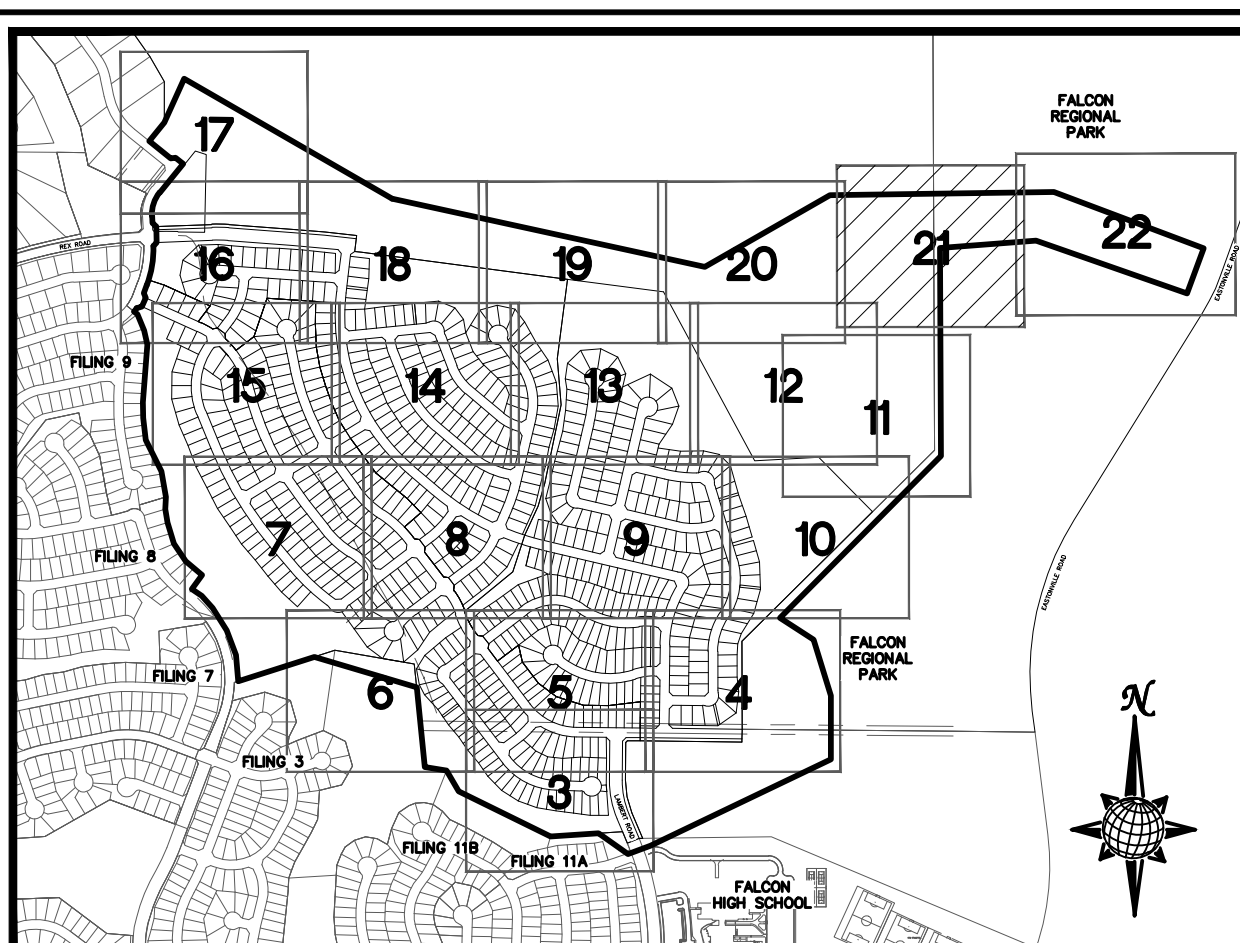 FALCON
REGIONAL
PARK
17
22
21
REX ROAD
16
18
19
20
EASTONVILLE ROAD
FILING 9
15
14
13
12
11
7
8
9
10
FILING 8
EASTONVILLE ROAD
FALCON
REGIONAL
PARK
FILING 7
6
5
4
N
FILING 3
3
LAMBERT ROAD
FILING 11B
FILING 11A
FALCON
HIGH SCHOOL